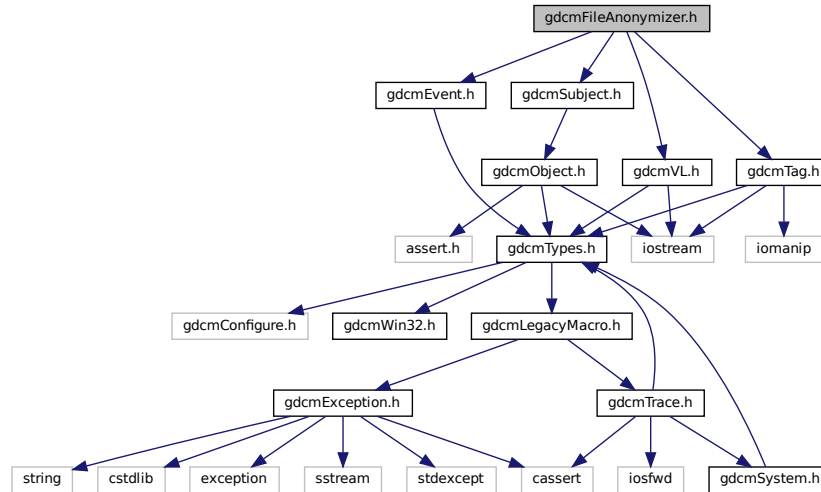 gdcmFileAnonymizer.h
gdcmEvent.h
gdcmSubject.h
gdcmObject.h
gdcmVL.h
gdcmTag.h
assert.h
gdcmTypes.h
iostream
iomanip
gdcmConfigure.h
gdcmWin32.h
gdcmLegacyMacro.h
gdcmException.h
gdcmTrace.h
string
cstdlib
exception
sstream
stdexcept
cassert
iosfwd
gdcmSystem.h